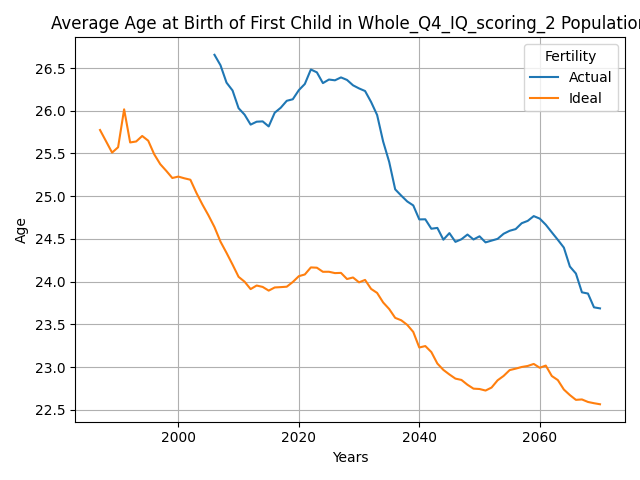 Average Age at Birth of First Child in Whole_Q4_IQ_scoring_2 Population
Fertility
Actual
Ideal
26.5
26.0
25.5
25.0
24.5
24.0
23.5
23.0
22.5
Age
2000
2020
2040
2060
Years